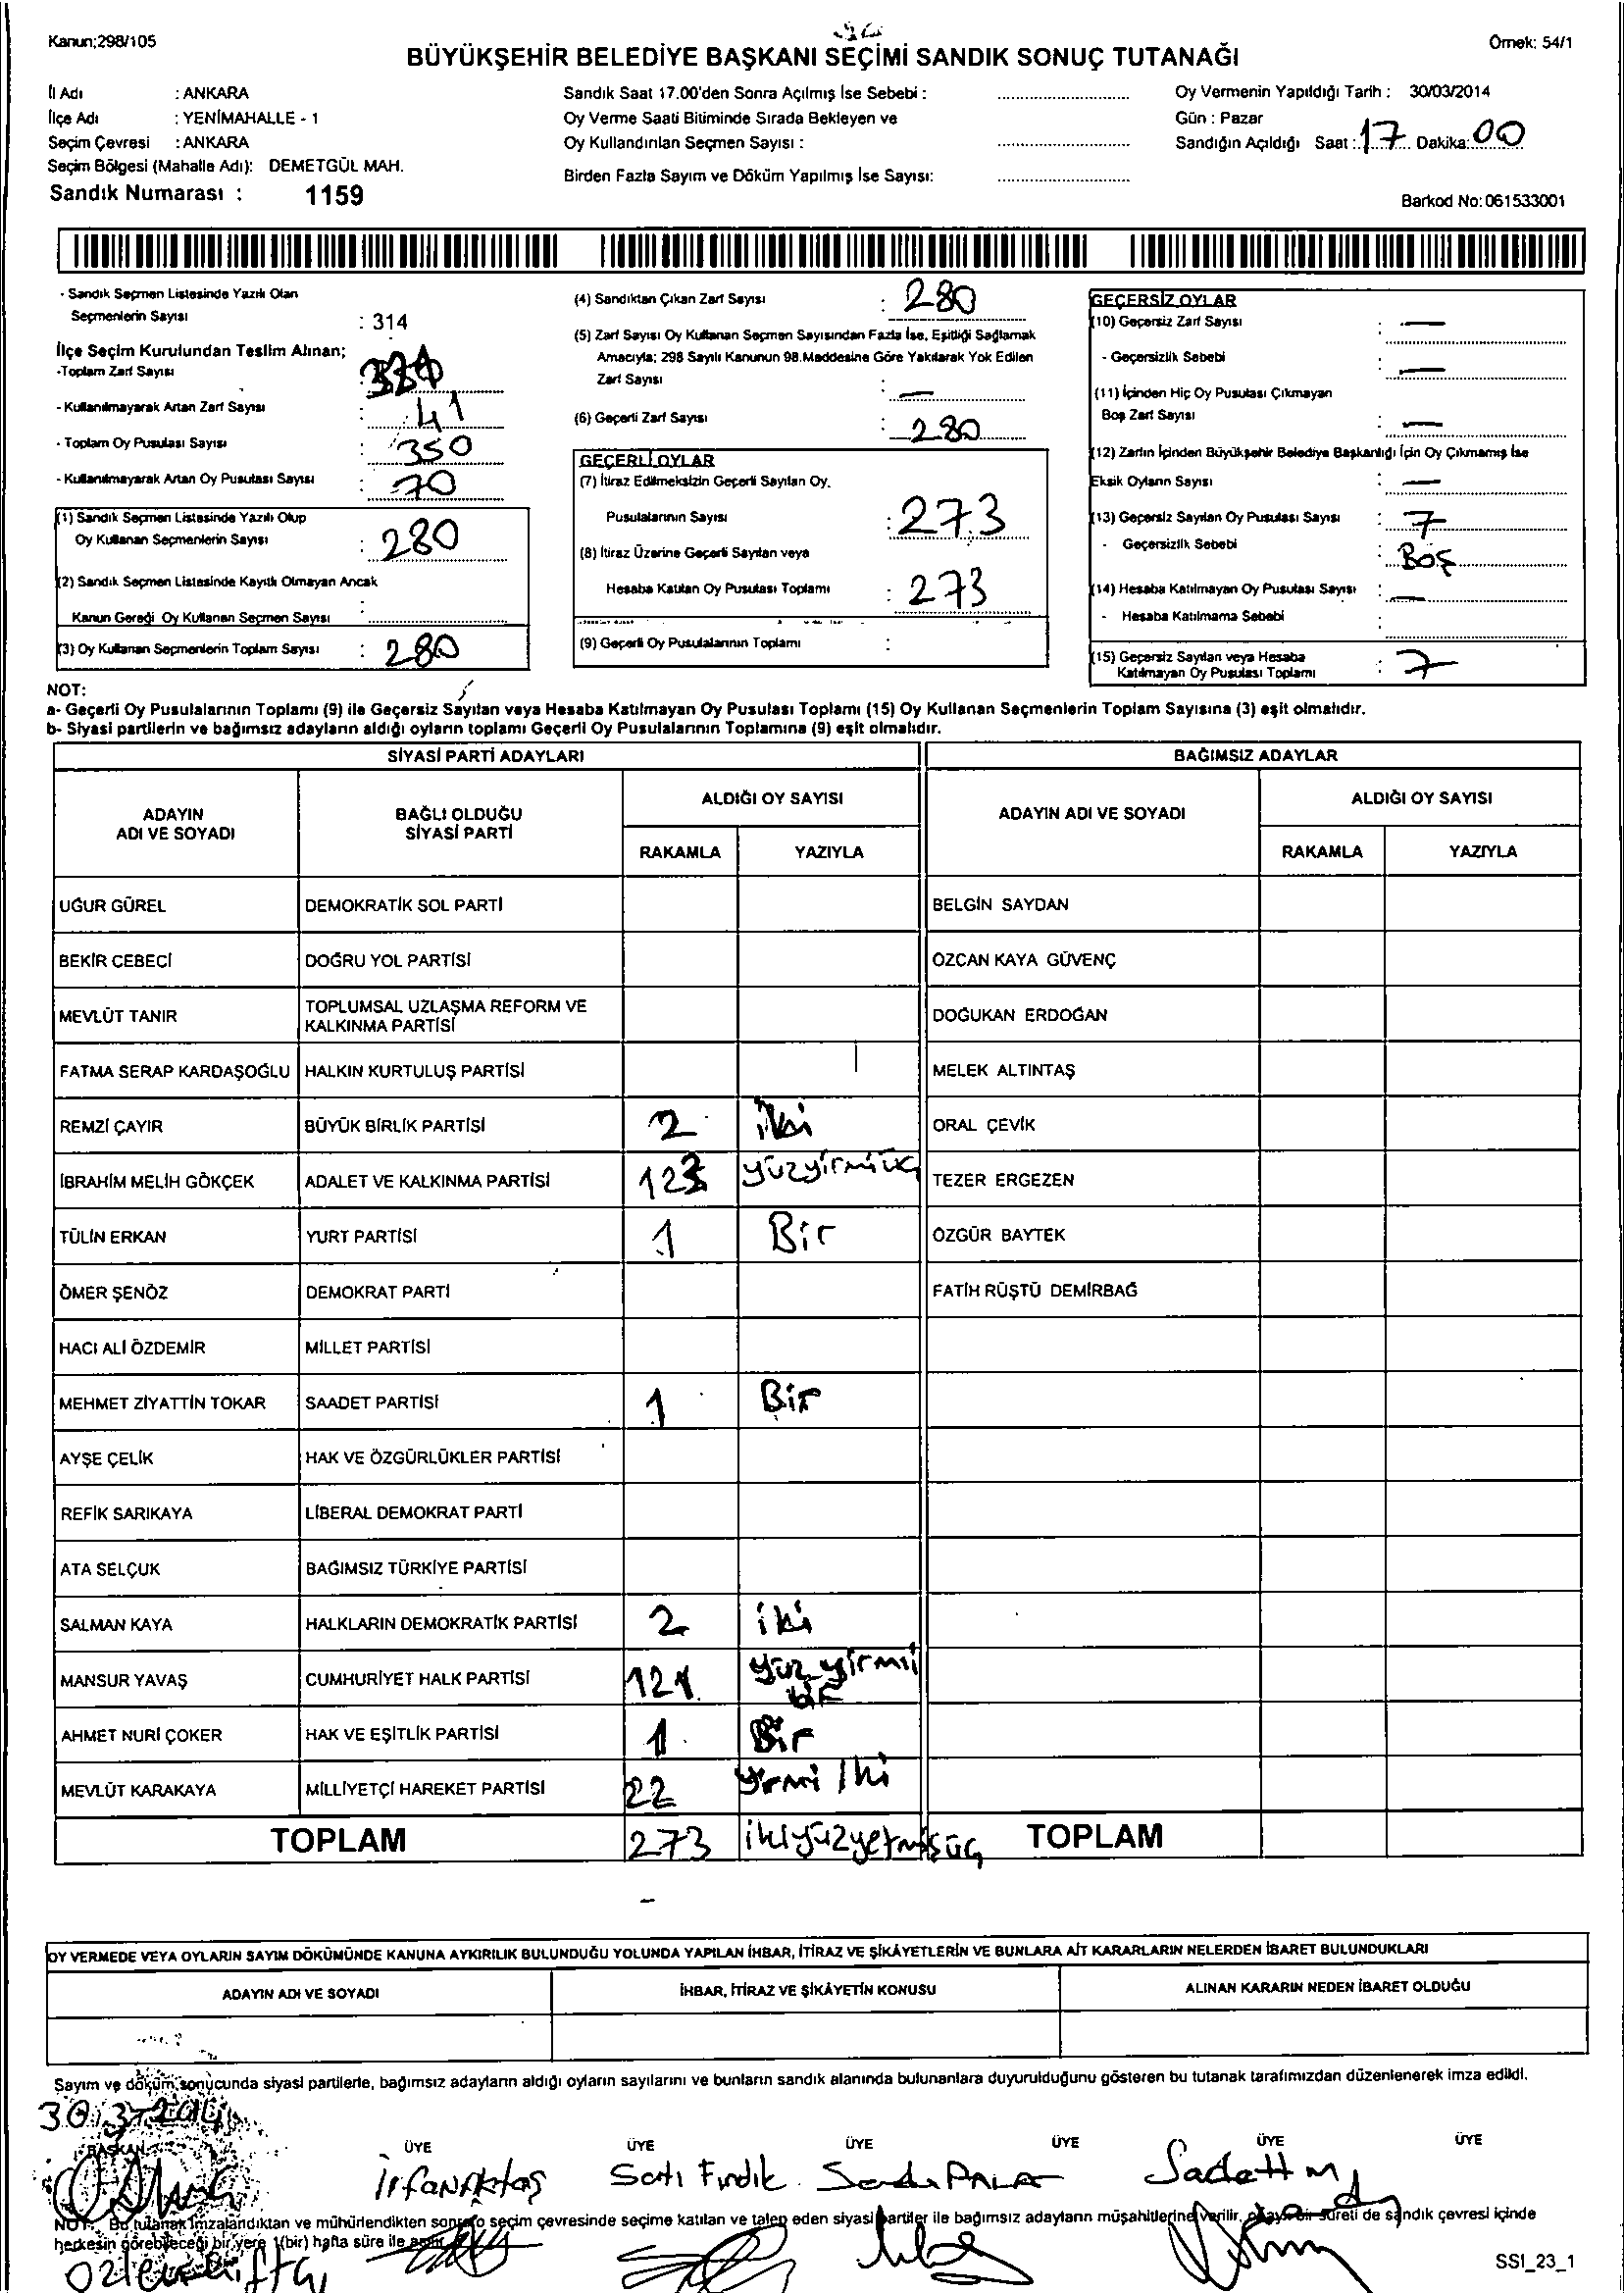 Kanun;298/105
Örnek: 54/1
BÜYÜKŞEHİR BELEDİYE BAŞKANI SEÇİMİ SANDIK SONUÇ TUTANAĞI
İl Adı : ANKARA
İlçe Adı : YENİMAHALLE - 1
Seçim Çevresi : ANKARA
Seçim Bölgesi (Mahalle Adı): DEMETGÜL MAH.
Sandık Numarası : 1159
Sandık Saat 17.00'den Sonra Açılmış İse Sebebi :
Oy Verme Saati Bitiminde Sırada Bekleyen ve
Oy Kullandırılan Seçmen Sayısı :
Birden Fazla Sayım ve Döküm Yapılmış İse Sayısı:
Oy Vermenin Yapıldığı Tarih : 30/03/2014
Gün : Pazar
Sandığın Açıldığı Saat : 17 Dakika: 00
Barkod No: 061533001
- Sandık Seçmen Listesinde Yazılı Olan
Seçmenlerin Sayısı : 314
İlçe Seçim Kurulundan Teslim Alınan;
-Toplam Zarf Sayısı :
- Kullanılmayarak Artan Zarf Sayısı : 41
- Toplam Oy Pusulası Sayısı : 350
- Kullanılmayarak Artan Oy Pusulası Sayısı : 70
(1) Sandık Seçmen Listesinde Yazılı Olup
Oy Kullanan Seçmenlerin Sayısı : 280
(2) Sandık Seçmen Listesinde Kayıtlı Olmayan Ancak
Kanun Gereği Oy Kullanan Seçmen Sayısı :
(3) Oy Kullanan Seçmenlerin Toplam Sayısı : 280
(4) Sandıktan Çıkan Zarf Sayısı : 280
(5) Zarf Sayısı Oy Kullanan Seçmen Sayısından Fazla İse, Eşitliği Sağlamak
Amacıyla; 298 Sayılı Kanunun 98.Maddesine Göre Yakılarak Yok Edilen
Zarf Sayısı : —
(6) Geçerli Zarf Sayısı : 280
GEÇERLİ OYLAR
(7) İtiraz Edilmeksizin Geçerli Sayılan Oy.
Pusulalarının Sayısı : 273
(8) İtiraz Üzerine Geçerli Sayılan veya
Hesaba Katılan Oy Pusulası Toplamı : 273
(9) Geçerli Oy Pusulalarının Toplamı :
GEÇERSİZ OYLAR
(10) Geçersiz Zarf Sayısı : —
- Geçersizlik Sebebi : —
(11) İçinden Hiç Oy Pusulası Çıkmayan
Boş Zarf Sayısı : —
(12) Zarfın İçinden Büyükşehir Belediye Başkanlığı İçin Oy Çıkmamış İse
Eksik Oyların Sayısı : —
(13) Geçersiz Sayılan Oy Pusulası Sayısı : 7
- Geçersizlik Sebebi : BOŞ
(14) Hesaba Katılmayan Oy Pusulası Sayısı : —
- Hesaba Katılmama Sebebi :
(15) Geçersiz Sayılan veya Hesaba
Katılmayan Oy Pusulası Toplamı : 7
NOT:
a- Geçerli Oy Pusulalarının Toplamı (9) ile Geçersiz Sayılan veya Hesaba Katılmayan Oy Pusulası Toplamı (15) Oy Kullanan Seçmenlerin Toplam Sayısına (3) eşit olmalıdır.
b- Siyasi partilerin ve bağımsız adayların aldığı oyların toplamı Geçerli Oy Pusulalarının Toplamına (9) eşit olmalıdır.
SİYASİ PARTİ ADAYLARI BAĞIMSIZ ADAYLAR
ADAYIN ADI VE SOYADI BAĞLI OLDUĞU SİYASİ PARTİ ALDIĞI OY SAYISI ADAYIN ADI VE SOYADI ALDIĞI OY SAYISI
RAKAMLA YAZIYLA RAKAMLA YAZIYLA
UĞUR GÜREL DEMOKRATİK SOL PARTİ BELGİN SAYDAN
BEKİR CEBECİ DOĞRU YOL PARTİSİ ÖZCAN KAYA GÜVENÇ
MEVLÜT TANIR TOPLUMSAL UZLAŞMA REFORM VE KALKINMA PARTİSİ DOĞUKAN ERDOĞAN
FATMA SERAP KARDAŞOĞLU HALKIN KURTULUŞ PARTİSİ MELEK ALTINTAŞ
REMZİ ÇAYIR BÜYÜK BİRLİK PARTİSİ 2 iki ORAL ÇEVİK
İBRAHİM MELİH GÖKÇEK ADALET VE KALKINMA PARTİSİ 123 yüzyirmiüç TEZER ERGEZEN
TÜLİN ERKAN YURT PARTİSİ 1 Bir ÖZGÜR BAYTEK
ÖMER ŞENÖZ DEMOKRAT PARTİ FATİH RÜŞTÜ DEMİRBAĞ
HACI ALİ ÖZDEMİR MİLLET PARTİSİ
MEHMET ZİYATTİN TOKAR SAADET PARTİSİ 1 Bir
AYŞE ÇELİK HAK VE ÖZGÜRLÜKLER PARTİSİ
REFİK SARIKAYA LİBERAL DEMOKRAT PARTİ
ATA SELÇUK BAĞIMSIZ TÜRKİYE PARTİSİ
SALMAN KAYA HALKLARIN DEMOKRATİK PARTİSİ 2 iki
MANSUR YAVAŞ CUMHURİYET HALK PARTİSİ 121 yüz yirmi bir
AHMET NURİ ÇOKER HAK VE EŞİTLİK PARTİSİ 1 Bir
MEVLÜT KARAKAYA MİLLİYETÇİ HAREKET PARTİSİ 22 yirmi iki
TOPLAM 273 ikiyüzyetmişüç TOPLAM
OY VERMEDE VEYA OYLARIN SAYIM DÖKÜMÜNDE KANUNA AYKIRILIK BULUNDUĞU YOLUNDA YAPILAN İHBAR, İTİRAZ VE ŞİKÂYETLERİN VE BUNLARA AİT KARARLARIN NELERDEN İBARET BULUNDUKLARI
ADAYIN ADI VE SOYADI İHBAR, İTİRAZ VE ŞİKÂYETİN KONUSU ALINAN KARARIN NEDEN İBARET OLDUĞU
Sayım ve döküm sonucunda siyasi partilerle, bağımsız adayların aldığı oyların sayılarını ve bunların sandık alanında bulunanlara duyurulduğunu gösteren bu tutanak tarafımızdan düzenlenerek imza edildi.
30.3.2014
BAŞKAN ÜYE ÜYE ÜYE ÜYE ÜYE ÜYE
İrfan Aktaş Satı Fındık PALA Sadettin
NOT: Bu tutanak imzalandıktan ve mühürlendikten sonra o seçim çevresinde seçime katılan ve talep eden siyasi partiler ile bağımsız adayların müşahitlerine verilir, onaylı bir sureti de sandık çevresi içinde
herkesin görebileceği bir yere 1(bir) hafta süre ile asılır.
SSI_23_1